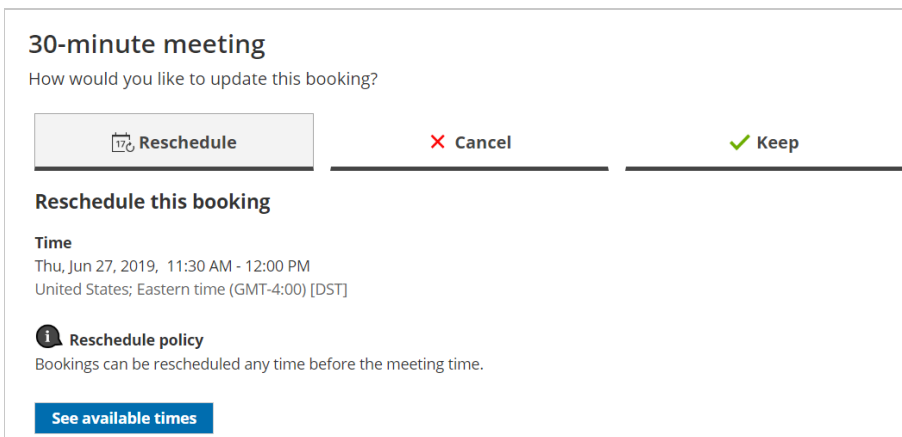 30-minute meeting
How would you like to update this booking?
17 Reschedule
Cancel
Keep
Reschedule this booking
Time
Thu, Jun 27, 2019, 11:30 AM - 12:00 PM
United States; Eastern time (GMT-4:00) [DST]
i Reschedule policy
Bookings can be rescheduled any time before the meeting time.
See available times